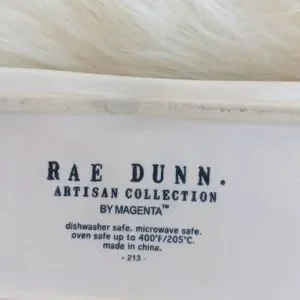 RAE DUNN.
ARTISAN COLLECTION
BY MAGENTA™
dishwasher safe. microwave safe.
oven safe up to 400°F/205°C.
made in china.
- 213 -